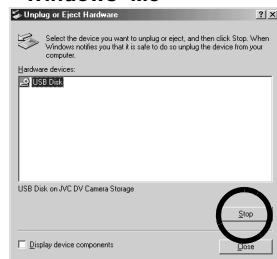 Unplug or Eject Hardware
Select the device you want to unplug or eject, and then click Stop. When
Windows notifies you that it is safe to do so unplug the device from your
computer.
Hardware devices:
USB Disk
USB Disk on JVC DV Camera Storage
Stop
Display device components
Close